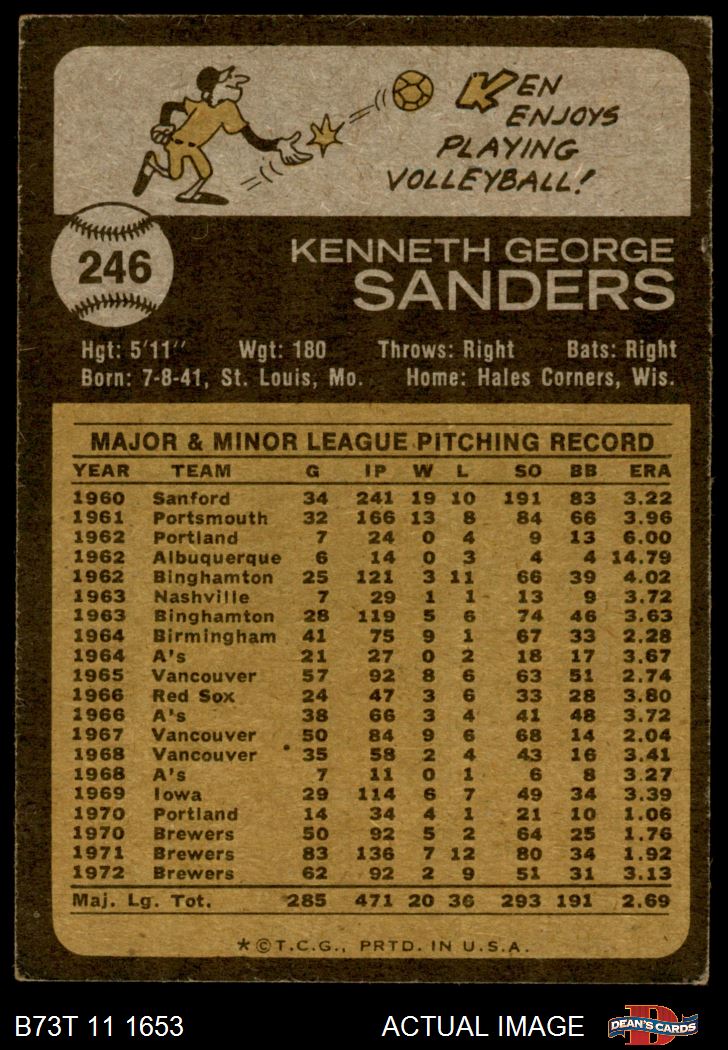 KEN
ENJOYS
PLAYING
VOLLEYBALL!
246
KENNETH GEORGE
SANDERS
Hgt: 5'11" Wgt: 180 Throws: Right Bats: Right
Born: 7-8-41, St. Louis, Mo. Home: Hales Corners, Wis.
MAJOR & MINOR LEAGUE PITCHING RECORD
YEAR TEAM G IP W L SO BB ERA
1960 Sanford 34 241 19 10 191 83 3.22
1961 Portsmouth 32 166 13 8 84 66 3.96
1962 Portland 7 24 0 4 9 13 6.00
1962 Albuquerque 6 14 0 3 4 4 14.79
1962 Binghamton 25 121 3 11 66 39 4.02
1963 Nashville 7 29 1 1 13 9 3.72
1963 Binghamton 28 119 5 6 74 46 3.63
1964 Birmingham 41 75 9 1 67 33 2.28
1964 A's 21 27 0 2 18 17 3.67
1965 Vancouver 57 92 8 6 63 51 2.74
1966 Red Sox 24 47 3 6 33 28 3.80
1966 A's 38 66 3 4 41 48 3.72
1967 Vancouver 50 84 9 6 68 14 2.04
1968 Vancouver 35 58 2 4 43 16 3.41
1968 A's 7 11 0 1 6 8 3.27
1969 Iowa 29 114 6 7 49 34 3.39
1970 Portland 14 34 4 1 21 10 1.06
1970 Brewers 50 92 5 2 64 25 1.76
1971 Brewers 83 136 7 12 80 34 1.92
1972 Brewers 62 92 2 9 51 31 3.13
Maj. Lg. Tot. 285 471 20 36 293 191 2.69
*©T.C.G., PRTD. IN U.S.A.
B73T 11 1653 ACTUAL IMAGE D DEAN'S CARDS